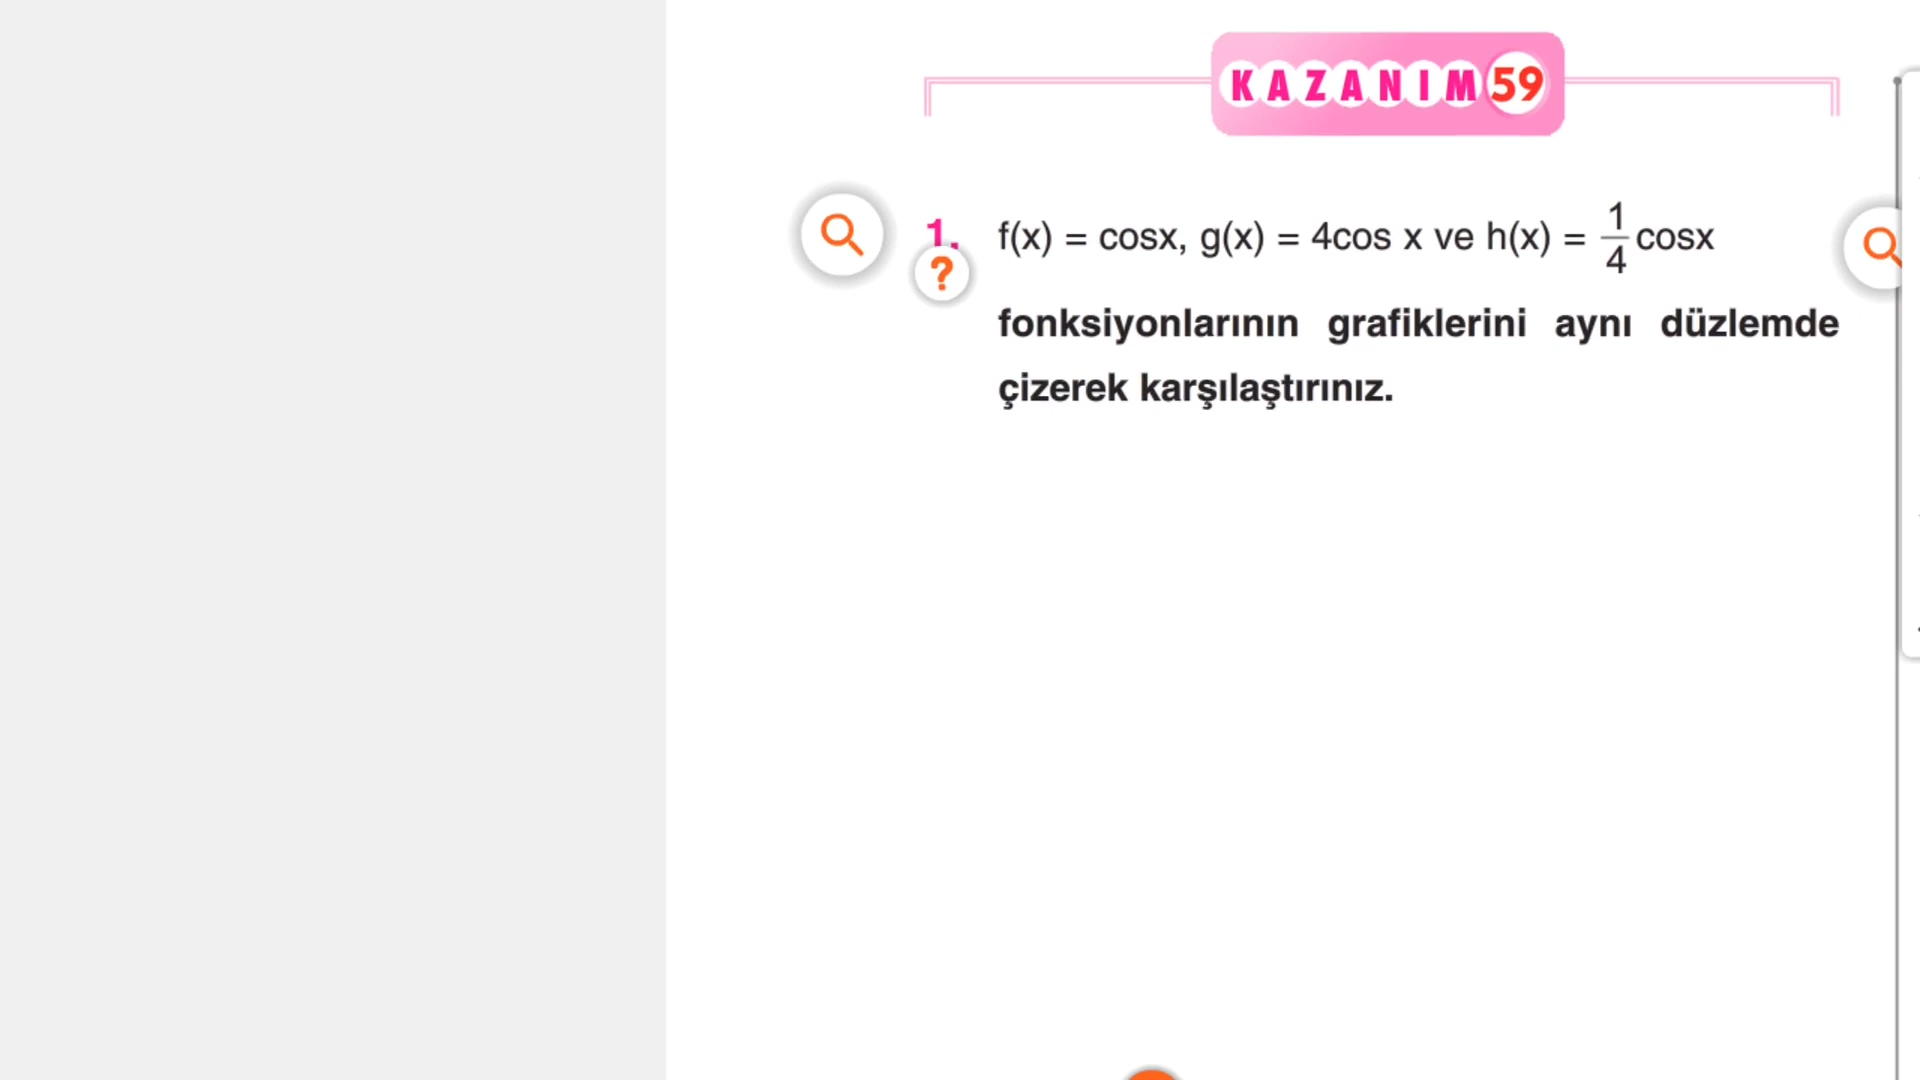 KAZANIM 59
1. f(x) = cosx, g(x) = 4cos x ve h(x) = 1/4 cosx
?
fonksiyonlarının grafiklerini aynı düzlemde
çizerek karşılaştırınız.